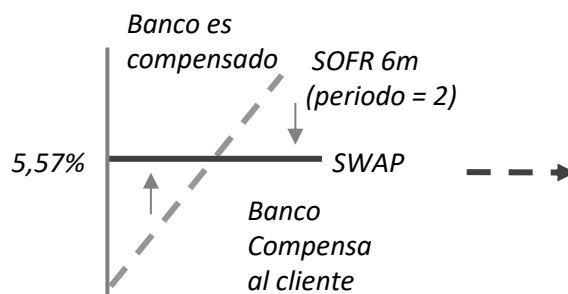 Banco es
compensado
SOFR 6m
(periodo = 2)
5,57%
SWAP
Banco
Compensa
al cliente